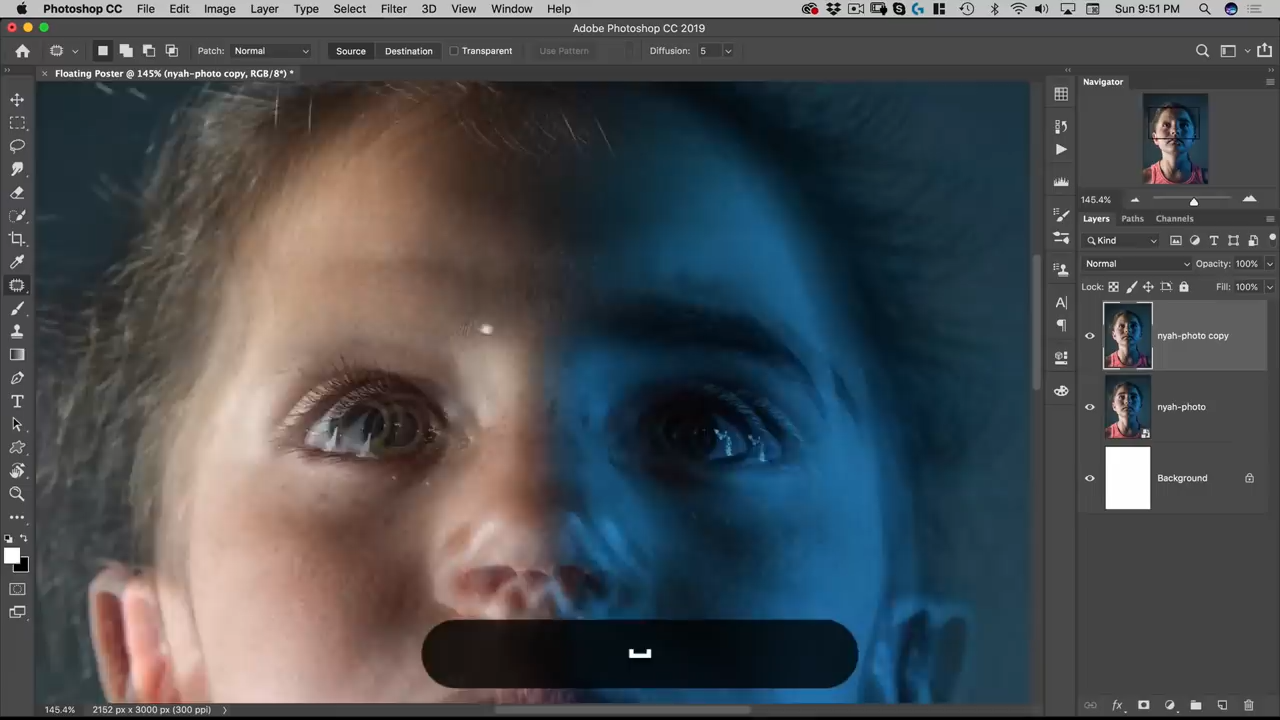 Photoshop CC File Edit Image Layer Type Select Filter 3D View Window Help Sun 9:51 PM
Adobe Photoshop CC 2019
Patch: Normal Source Destination Transparent Use Pattern Diffusion: 5
× Floating Poster @ 145% (nyah-photo copy, RGB/8*) *
Navigator
145.4%
Layers Paths Channels
Kind
Normal Opacity: 100%
Lock: Fill: 100%
nyah-photo copy
nyah-photo
Background
145.4% 2152 px x 3000 px (300 ppi)